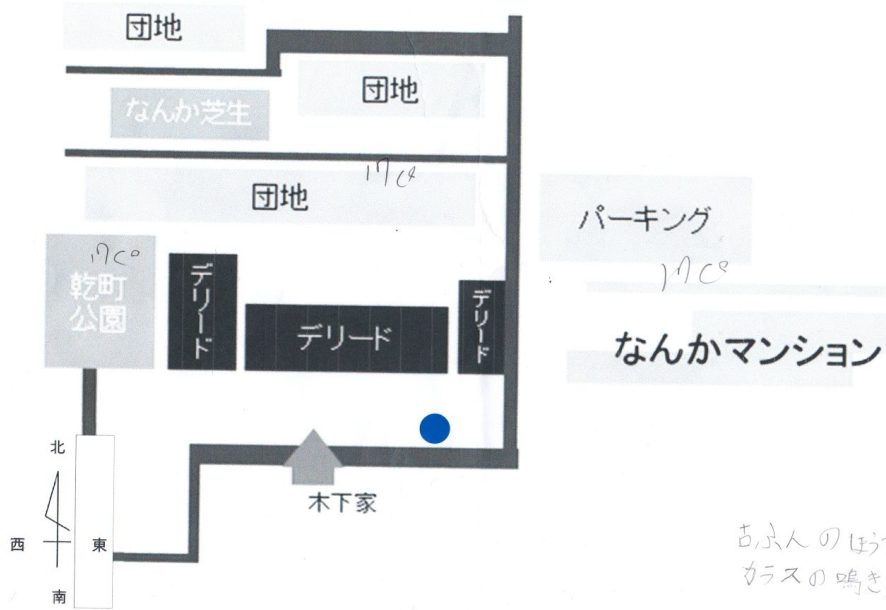 団地
団地
なんか芝生
17C°
団地
パーキング
17C°
17C°
乾町
公園
デリード
デリード
デリード
なんかマンション
木下家
北
西
東
南
古ふんのほう
カラスの鳴き